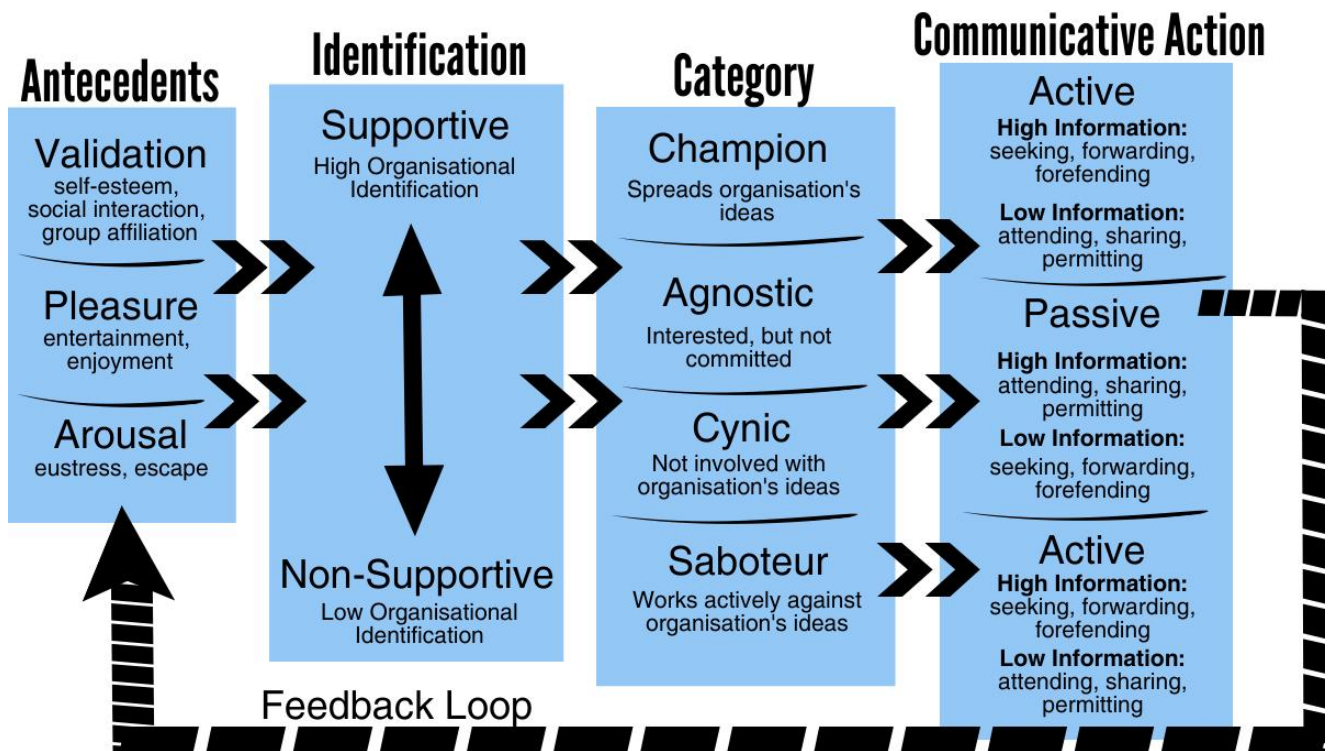 Antecedents
Validation
self-esteem,
social interaction,
group affiliation
Pleasure
entertainment,
enjoyment
Arousal
eustress, escape
Identification
Supportive
High Organisational
Identification
Non-Supportive
Low Organisational
Identification
Category
Champion
Spreads organisation's
ideas
Agnostic
Interested, but not
committed
Cynic
Not involved with
organisation's ideas
Saboteur
Works actively against
organisation's ideas
Communicative Action
Active
High Information:
seeking, forwarding,
forefending
Low Information:
attending, sharing,
permitting
Passive
High Information:
attending, sharing,
permitting
Low Information:
seeking, forwarding,
forefending
Active
High Information:
seeking, forwarding,
forefending
Low Information:
attending, sharing,
permitting
Feedback Loop